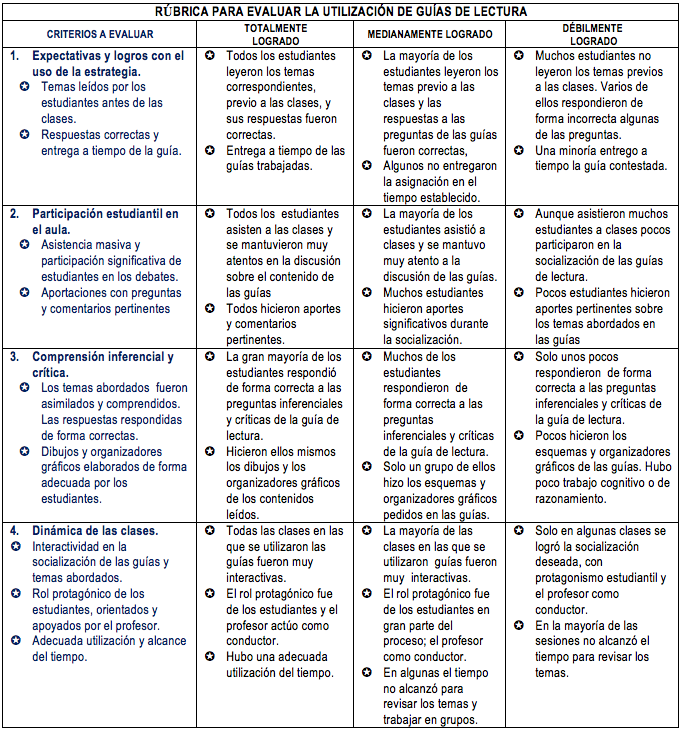 RÚBRICA PARA EVALUAR LA UTILIZACIÓN DE GUÍAS DE LECTURA
CRITERIOS A EVALUAR
TOTALMENTE
LOGRADO
MEDIANAMENTE LOGRADO
DÉBILMENTE
LOGRADO
1. Expectativas y logros con el
uso de la estrategia.
✪ Temas leídos por los
estudiantes antes de las
clases.
✪ Respuestas correctas y
entrega a tiempo de la guía.
✪ Todos los estudiantes
leyeron los temas
correspondientes,
previo a las clases, y
sus respuestas fueron
correctas.
✪ Entrega a tiempo de las
guías trabajadas.
✪ La mayoría de los
estudiantes leyeron los
temas previo a las
clases y las
respuestas a las
preguntas de las guías
fueron correctas,
✪ Algunos no entregaron
la asignación en el
tiempo establecido.
✪ Muchos estudiantes no
leyeron los temas previos
a las clases. Varios de
ellos respondieron de
forma incorrecta algunas
de las preguntas.
✪ Una minoría entrego a
tiempo la guía contestada.
2. Participación estudiantil en
el aula.
✪ Asistencia masiva y
participación significativa de
estudiantes en los debates.
✪ Aportaciones con preguntas
y comentarios pertinentes
✪ Todos los estudiantes
asisten a las clases y
se mantuvieron muy
atentos en la discusión
sobre el contenido de
las guías
✪ Todos hicieron aportes
y comentarios
pertinentes.
✪ La mayoría de los
estudiantes asistió a
clases y se mantuvo
muy atento a la
discusión de las guías.
✪ Muchos estudiantes
hicieron aportes
significativos durante
la socialización.
✪ Aunque asistieron muchos
estudiantes a clases pocos
participaron en la
socialización de las guías
de lectura.
✪ Pocos estudiantes hicieron
aportes pertinentes sobre
los temas abordados en
las guías
3. Comprensión inferencial y
crítica.
✪ Los temas abordados fueron
asimilados y comprendidos.
Las respuestas respondidas
de forma correctas.
✪ Dibujos y organizadores
gráficos elaborados de forma
adecuada por los
estudiantes.
✪ La gran mayoría de los
estudiantes respondió
de forma correcta a las
preguntas inferenciales
y críticas de la guía de
lectura.
✪ Hicieron ellos mismos
los dibujos y los
organizadores gráficos
de los contenidos
leídos.
✪ Muchos de los
estudiantes
respondieron de
forma correcta a las
preguntas
inferenciales y críticas
de la guía de lectura.
✪ Solo un grupo de ellos
hizo los esquemas y
organizadores gráficos
pedidos en las guías.
✪ Solo unos pocos
respondieron de forma
correcta a las preguntas
inferenciales y críticas de
la guía de lectura.
✪ Pocos hicieron los
esquemas y organizadores
gráficos de las guías. Hubo
poco trabajo cognitivo o de
razonamiento.
4. Dinámica de las clases.
✪ Interactividad en la
socialización de las guías y
temas abordados.
✪ Rol protagónico de los
estudiantes, orientados y
apoyados por el profesor.
✪ Adecuada utilización y alcance
del tiempo.
✪ Todas las clases en las
que se utilizaron las
guías fueron muy
interactivas.
✪ El rol protagónico fue
de los estudiantes y el
profesor actúo como
conductor.
✪ Hubo una adecuada
utilización del tiempo.
✪ La mayoría de las
clases en las que se
utilizaron guías fueron
muy interactivas.
✪ El rol protagónico fue
de los estudiantes en
gran parte del
proceso; el profesor
como conductor.
✪ En algunas el tiempo
no alcanzó para
revisar los temas y
trabajar en grupos.
✪ Solo en algunas clases se
logró la socialización
deseada, con
protagonismo estudiantil y
el profesor como
conductor.
✪ En la mayoría de las
sesiones no alcanzó el
tiempo para revisar los
temas.